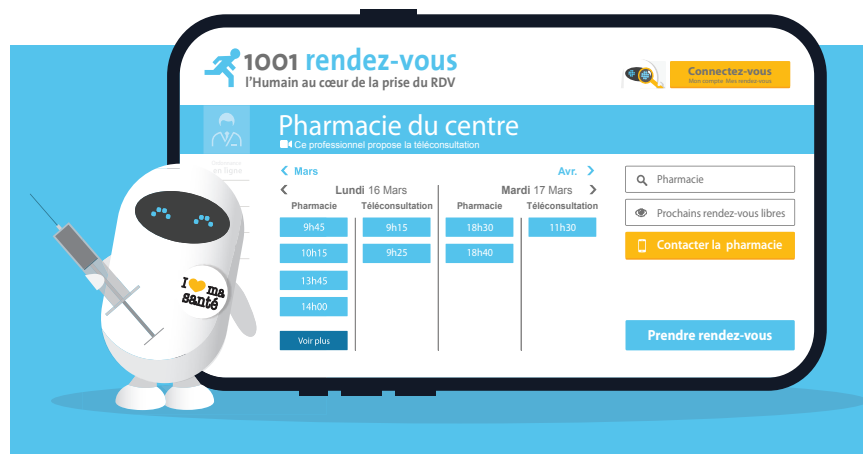 1001 rendez-vous
l'Humain au cœur de la prise du RDV
Connectez-vous
Mon compte Mes rendez-vous
Pharmacie du centre
Ce professionnel propose la téléconsultation
en ligne
Mars
Avr.
Lundi 16 Mars
Mardi 17 Mars
Pharmacie Téléconsultation Pharmacie Téléconsultation
9h45 9h15 18h30 11h30
10h15 9h25 18h40
13h45
14h00
Voir plus
Pharmacie
Prochains rendez-vous libres
Contacter la pharmacie
Prendre rendez-vous
I ma
santé